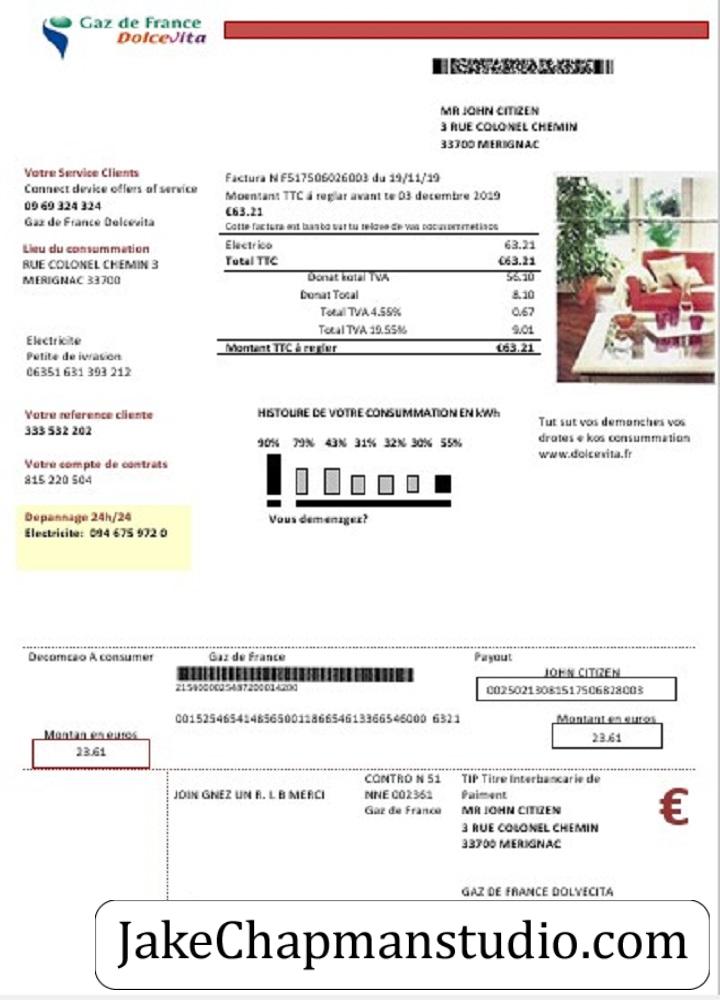 Gaz de France
DolceVita
MR JOHN CITIZEN
3 RUE COLONEL CHEMIN
33700 MERIGNAC
Votre Service Clients
Connect device offers of service
09 69 324 324
Gaz de France Dolcevita
Lieu du consummation
RUE COLONEL CHEMIN 3
MERIGNAC 33700
Electricite
Petite de ivrasion
06351 631 393 212
Votre reference cliente
333 532 202
Votre compte de contrats
815 220 504
Depannage 24h/24
Electricite: 094 675 972 0
Factura N F517506026003 du 19/11/19
Moentant TTC á reglar avant te 03 decembre 2019
€63.21
Cotte factura est banko sur tu relove de vas
Electrico 63.21
Total TTC €63.21
Donat kotal TVA 56.10
Donat Total 8.10
Total TVA 4.55% 0.67
Total TVA 19.55% 9.01
Montant TTC á regler €63.21
HISTOURE DE VOTRE CONSUMMATION EN kWh
90% 79% 43% 31% 32% 30% 55%
Vous demenzgez?
Tut sut vos demonches vos
drotes e kos consummation
www.dolcevita.fr
Decomcao A consumer
Gaz de France
2154000025487200014200
Payout
JOHN CITIZEN
00250213081517506828003
001525465414856500118665461336654600 6321
Montan en euros
23.61
Montant en euros
23.61
JOIN GNEZ UN R. I. B MERCI
CONTRO N 51
NNE 002361
Gaz de France
TIP Titre Interbancarie de
Paiment
MR JOHN CITIZEN
3 RUE COLONEL CHEMIN
33700 MERIGNAC
€
GAZ DE FRANCE DOLVECITA
JakeChapmanstudio.com